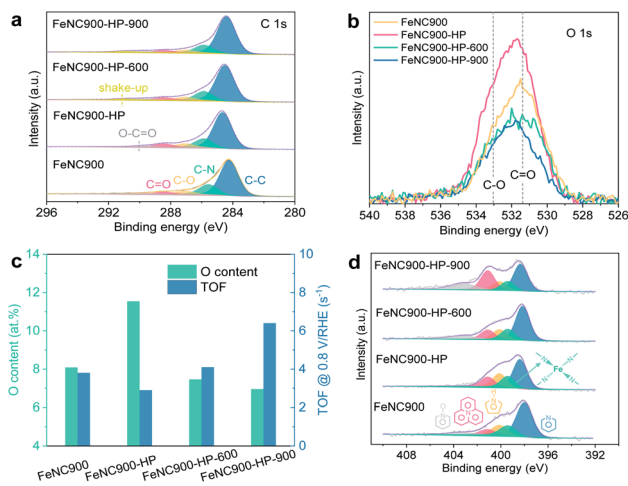 a
C 1s
FeNC900-HP-900
FeNC900-HP-600
shake-up
FeNC900-HP
O-C=O
FeNC900
C=O
C-O
C-N
C-C
Intensity (a.u.)
296 292 288 284 280
Binding energy (eV)
b
O 1s
FeNC900
FeNC900-HP
FeNC900-HP-600
FeNC900-HP-900
C-O
C=O
Intensity (a.u.)
540 538 536 534 532 530 528 526
Binding energy (eV)
c
O content
TOF
O content (at.%)
14
12
10
8
6
4
TOF @ 0.8 V/RHE (s⁻¹)
10
8
6
4
2
0
FeNC900
FeNC900-HP
FeNC900-HP-600
FeNC900-HP-900
d
FeNC900-HP-900
FeNC900-HP-600
FeNC900-HP
N N
Fe
N N
FeNC900
O
N
N
H
N
N
Intensity (a.u.)
408 404 400 396 392
Binding energy (eV)